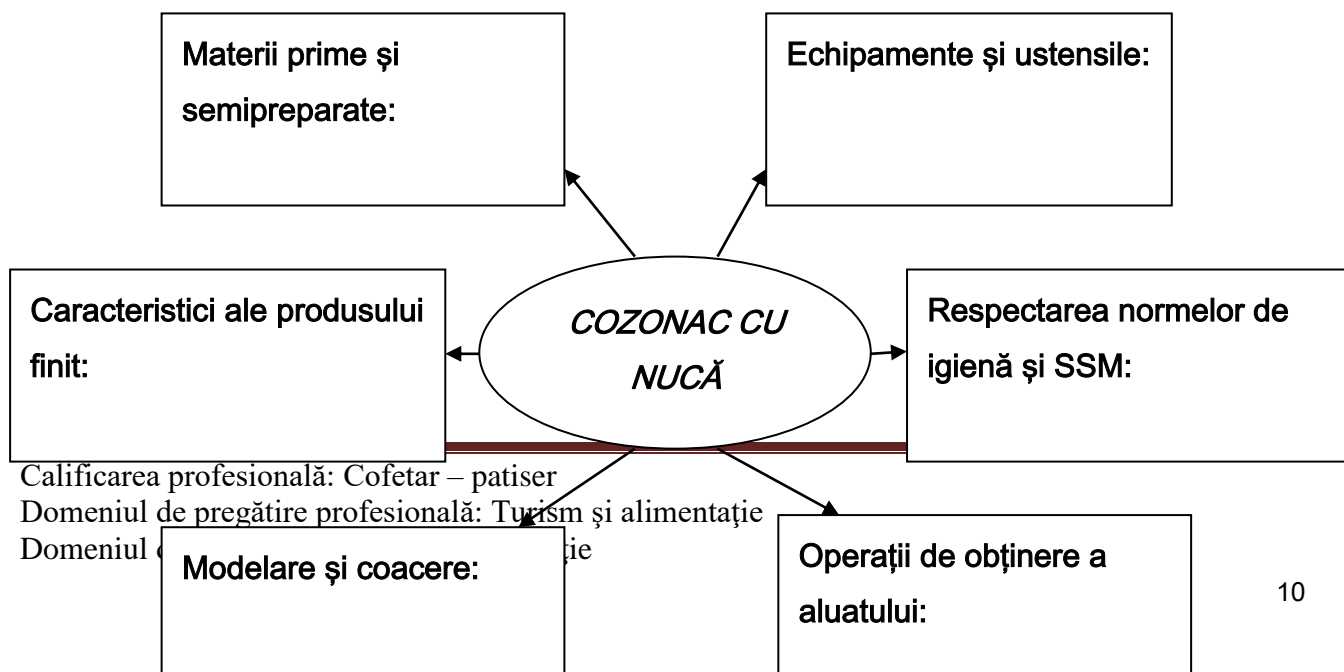 Materii prime și
semipreparate:
Echipamente și ustensile:
Caracteristici ale produsului
finit:
COZONAC CU
NUCĂ
Respectarea normelor de
igienă și SSM:
Calificarea profesională: Cofetar – patiser
Domeniul de pregătire profesională: Turism şi alimentaţie
Domeniul
Modelare și coacere:
Operații de obținere a
aluatului:
10